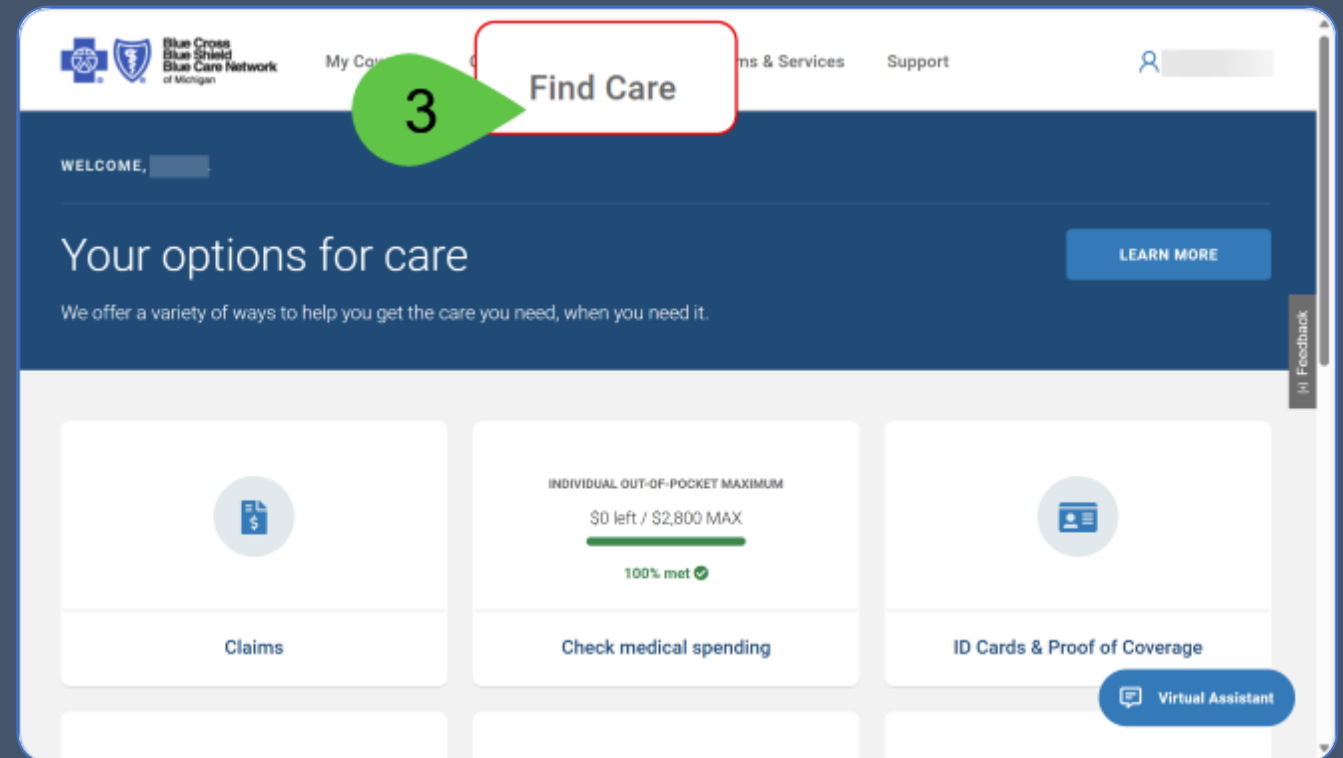 Blue Cross
Blue Shield
Blue Care Network
of Michigan
My
Find Care
& Services
Support
3
WELCOME,
Your options for care
LEARN MORE
We offer a variety of ways to help you get the care you need, when you need it.
[+] Feedback
INDIVIDUAL OUT-OF-POCKET MAXIMUM
$0 left / $2,800 MAX
100% met
Claims
Check medical spending
ID Cards & Proof of Coverage
Virtual Assistant